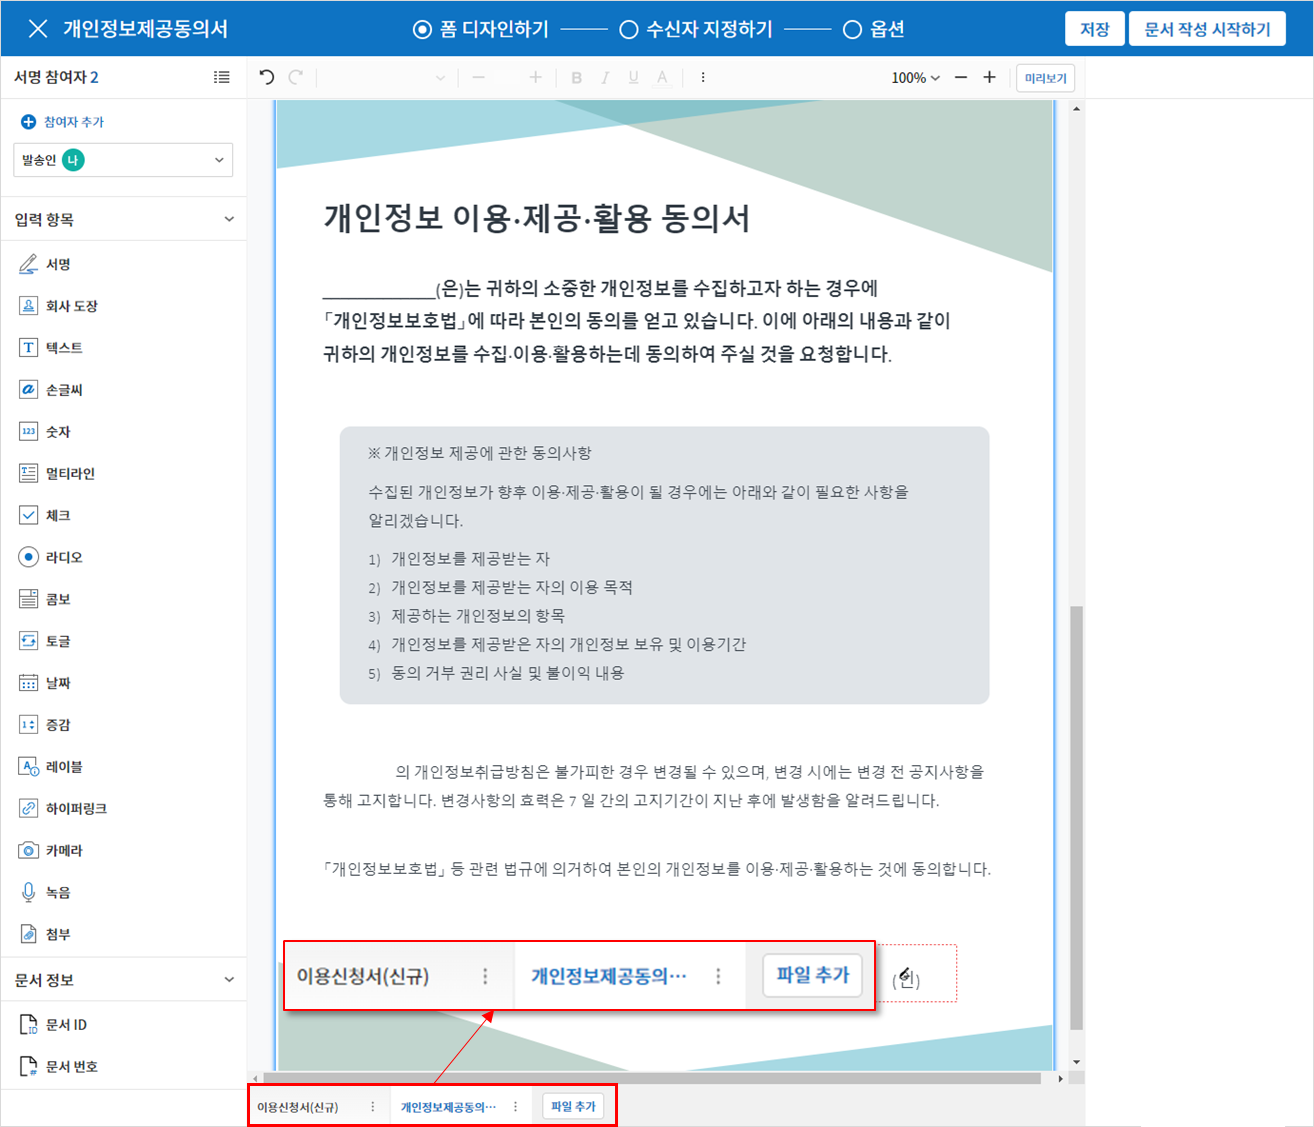 개인정보제공동의서
폼 디자인하기
수신자 지정하기
옵션
저장
문서 작성 시작하기
서명 참여자 2
B I U A
100%
미리보기
참여자 추가
발송인 나
입력 항목
서명
회사 도장
T 텍스트
a 손글씨
123 숫자
T 멀티라인
체크
라디오
콤보
토글
날짜
1 증감
A 레이블
하이퍼링크
카메라
녹음
첨부
문서 정보
ID 문서 ID
# 문서 번호
개인정보 이용·제공·활용 동의서
____________(은)는 귀하의 소중한 개인정보를 수집하고자 하는 경우에
「개인정보보호법」에 따라 본인의 동의를 얻고 있습니다. 이에 아래의 내용과 같이
귀하의 개인정보를 수집·이용·활용하는데 동의하여 주실 것을 요청합니다.
※ 개인정보 제공에 관한 동의사항
수집된 개인정보가 향후 이용·제공·활용이 될 경우에는 아래와 같이 필요한 사항을
알리겠습니다.
1) 개인정보를 제공받는 자
2) 개인정보를 제공받는 자의 이용 목적
3) 제공하는 개인정보의 항목
4) 개인정보를 제공받은 자의 개인정보 보유 및 이용기간
5) 동의 거부 권리 사실 및 불이익 내용
의 개인정보취급방침은 불가피한 경우 변경될 수 있으며, 변경 시에는 변경 전 공지사항을
통해 고지합니다. 변경사항의 효력은 7 일 간의 고지기간이 지난 후에 발생함을 알려드립니다.
「개인정보보호법」 등 관련 법규에 의거하여 본인의 개인정보를 이용·제공·활용하는 것에 동의합니다.
이용신청서(신규)
개인정보제공동의···
파일 추가
(인)
이용신청서(신규)
개인정보제공동의···
파일 추가